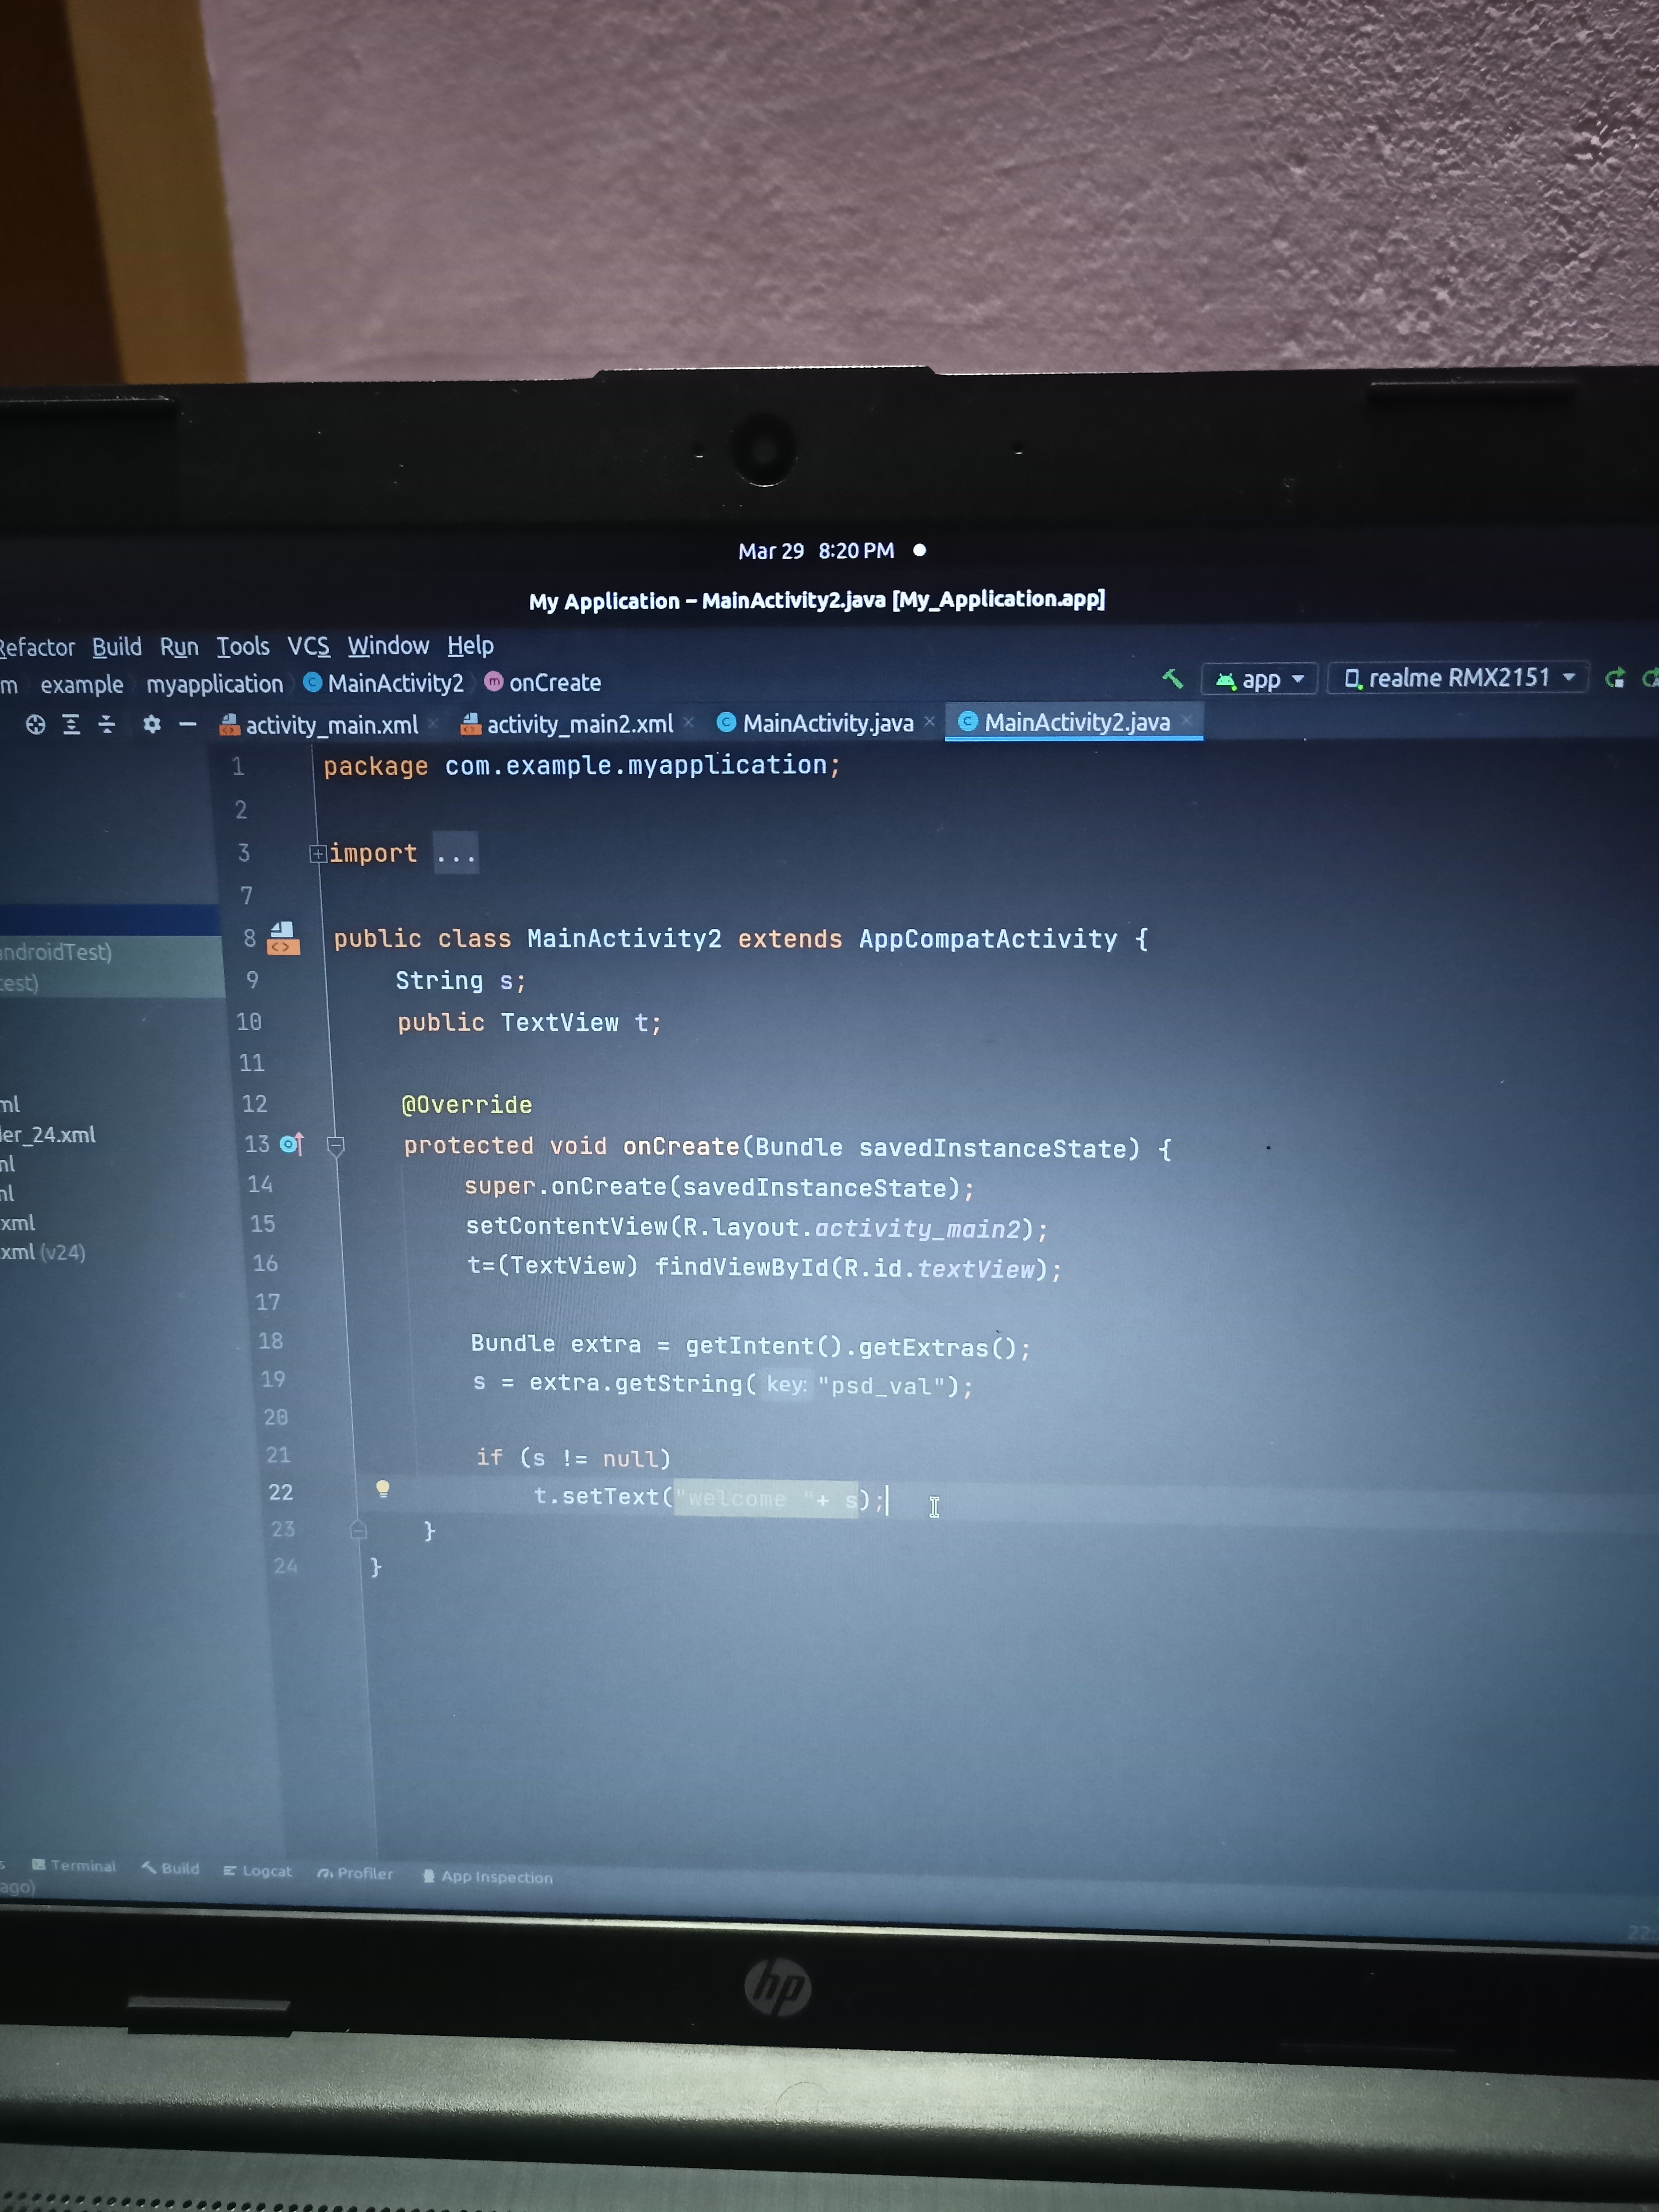 Mar 29 8:20 PM
My Application – MainActivity2.java [My_Application.app]
Refactor Build Run Tools VCS Window Help
m example myapplication MainActivity2 onCreate app realme RMX2151
activity_main.xml activity_main2.xml MainActivity.java MainActivity2.java
1 package com.example.myapplication;
2
3 import ...
7
8 public class MainActivity2 extends AppCompatActivity {
9 String s;
10 public TextView t;
11
12 @Override
13 protected void onCreate(Bundle savedInstanceState) {
14 super.onCreate(savedInstanceState);
15 setContentView(R.layout.activity_main2);
16 t=(TextView) findViewById(R.id.textView);
17
18 Bundle extra = getIntent().getExtras();
19 s = extra.getString( key: "psd_val");
20
21 if (s != null)
22 t.setText("welcome "+ s);
23 }
24 }
androidTest)
test)
ml
der_24.xml
ml
ml
xml
xml (v24)
s Terminal Build Logcat Profiler App Inspection
ago)
22:
hp